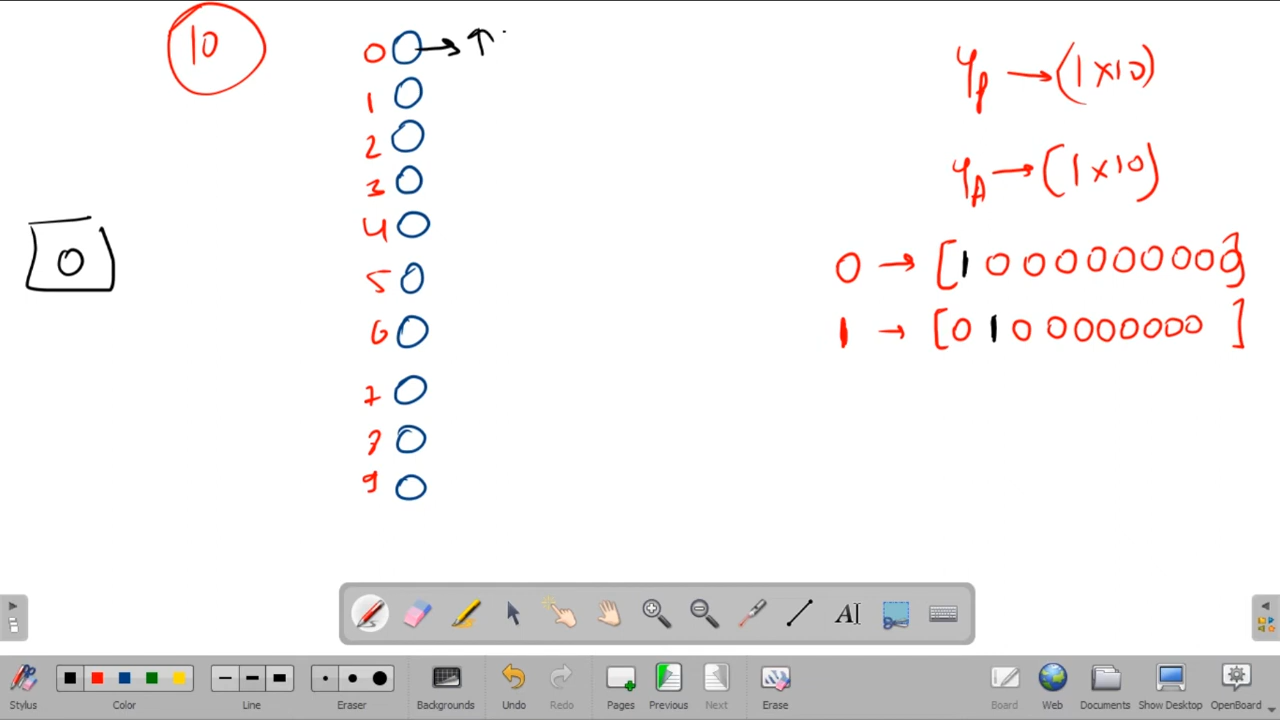 10
0 → ↑
1
2
3
4
5
6
7
8
9
0
Yp → (1×10)
YA → (1×10)
0 → [1 0 0 0 0 0 0 0 0 0]
1 → [0 1 0 0 0 0 0 0 0 0 ]
AI
Stylus
Color
Line
Eraser
Backgrounds
Undo
Redo
Pages
Previous
Next
Erase
Board
Web
Documents
Show Desktop
OpenBoard